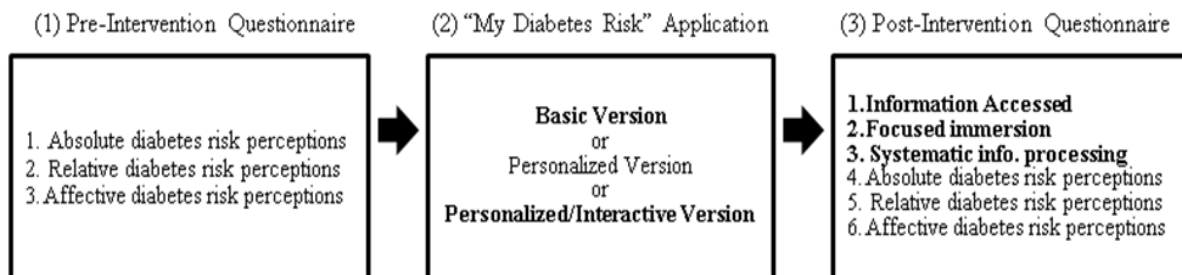 (1) Pre-Intervention Questionnaire
(2) “My Diabetes Risk” Application
(3) Post-Intervention Questionnaire
1. Absolute diabetes risk perceptions
2. Relative diabetes risk perceptions
3. Affective diabetes risk perceptions
Basic Version
or
Personalized Version
or
Personalized/Interactive Version
1.Information Accessed
2.Focused immersion
3. Systematic info. processing
4. Absolute diabetes risk perceptions
5. Relative diabetes risk perceptions
6. Affective diabetes risk perceptions